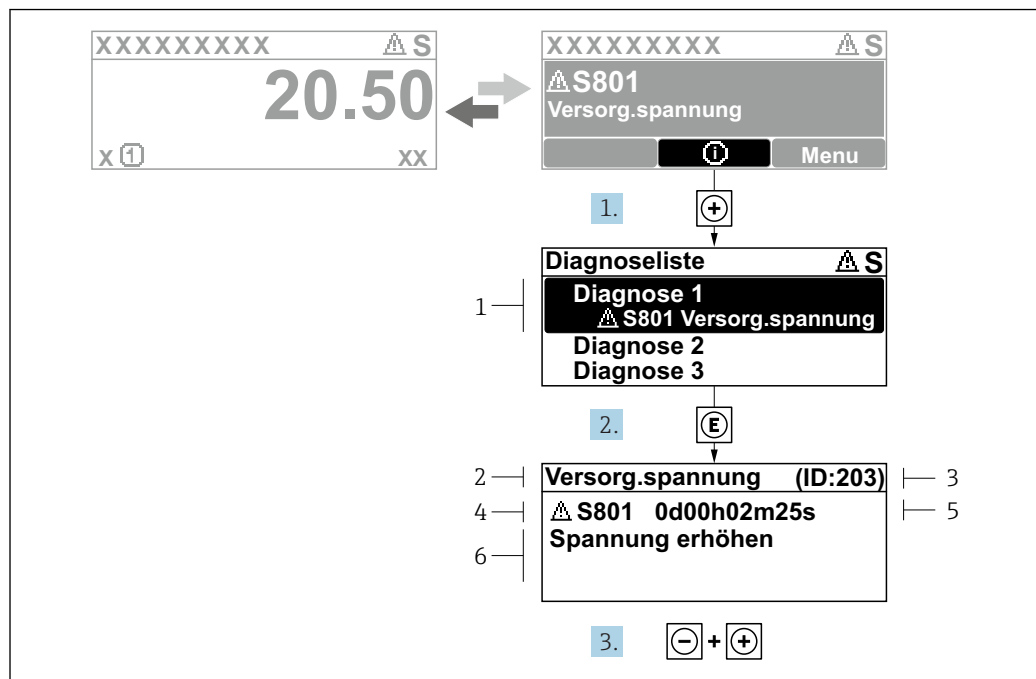 XXXXXXXXX ⚠ S
20.50
x ① xx
XXXXXXXXX ⚠ S
⚠ S801
Versorg.spannung
ⓘ Menu
1. +
Diagnoseliste ⚠ S
1
Diagnose 1
⚠ S801 Versorg.spannung
Diagnose 2
Diagnose 3
2. E
2 Versorg.spannung (ID:203) 3
4 ⚠ S801 0d00h02m25s 5
6 Spannung erhöhen
3. − + +